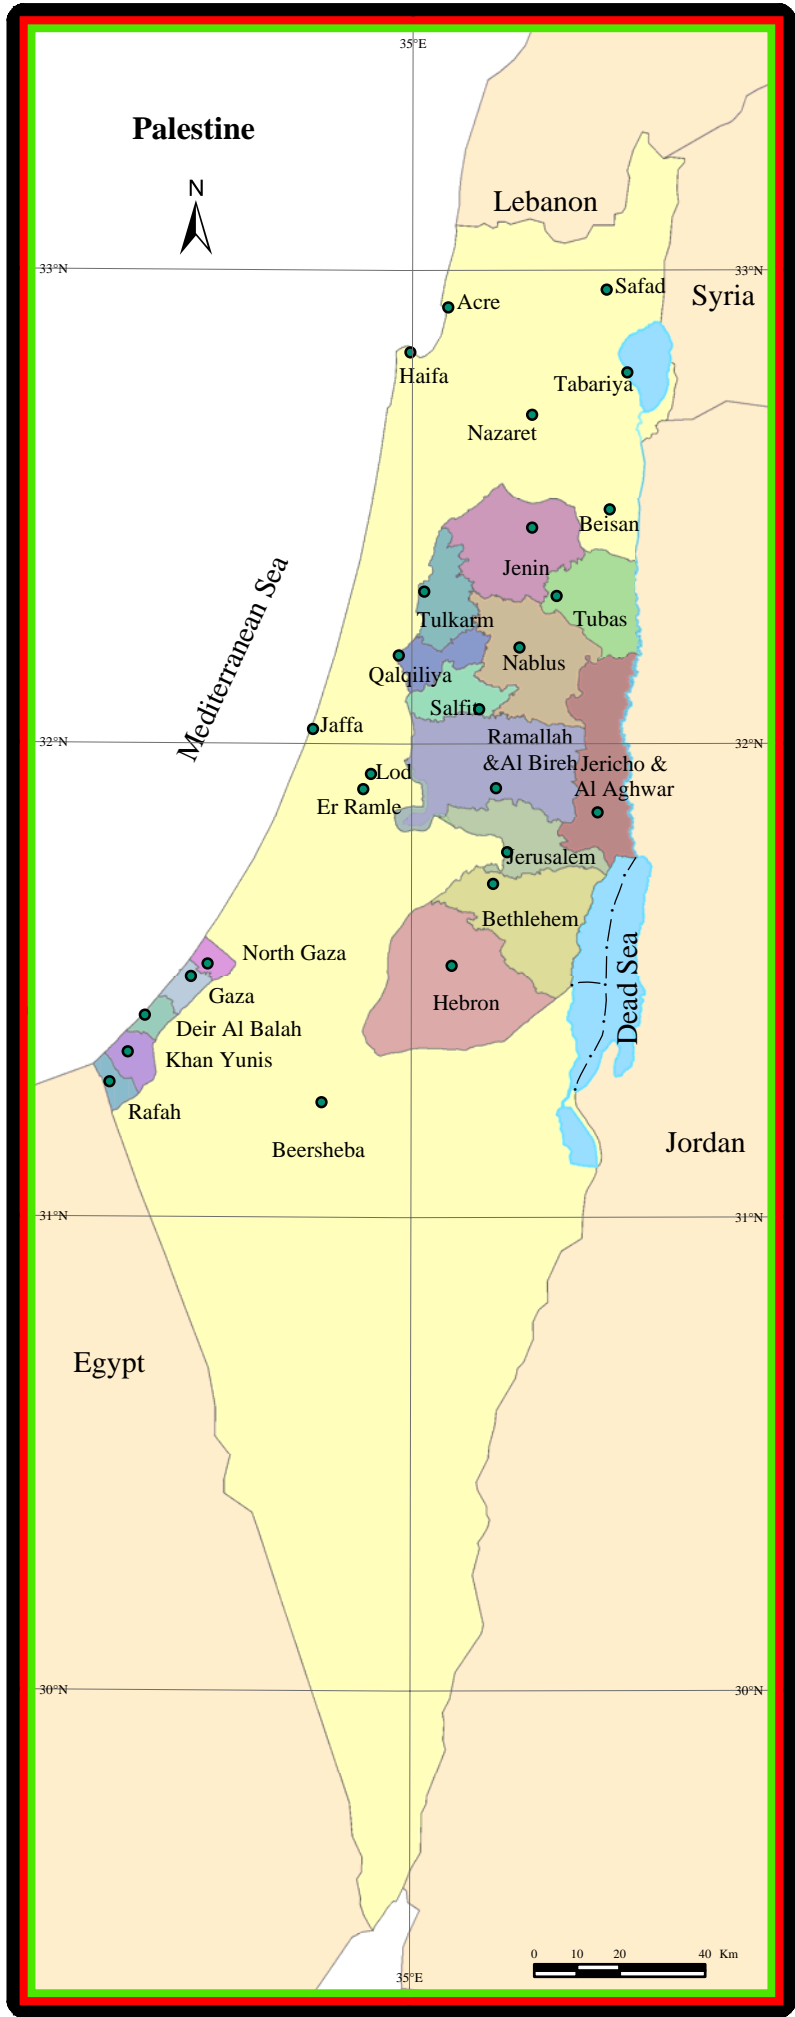 35°E
Palestine
N
Lebanon
33°N
33°N
Safad
Syria
Acre
Haifa
Tabariya
Nazaret
Beisan
Mediterranean Sea
Jenin
Tulkarm
Tubas
Nablus
Qalqiliya
Salfit
Jaffa
32°N
32°N
Ramallah
&Al Bireh
Jericho &
Al Aghwar
Lod
Er Ramle
Jerusalem
Bethlehem
North Gaza
Dead Sea
Gaza
Hebron
Deir Al Balah
Khan Yunis
Rafah
Beersheba
Jordan
31°N
31°N
Egypt
30°N
30°N
0 10 20 40 Km
35°E